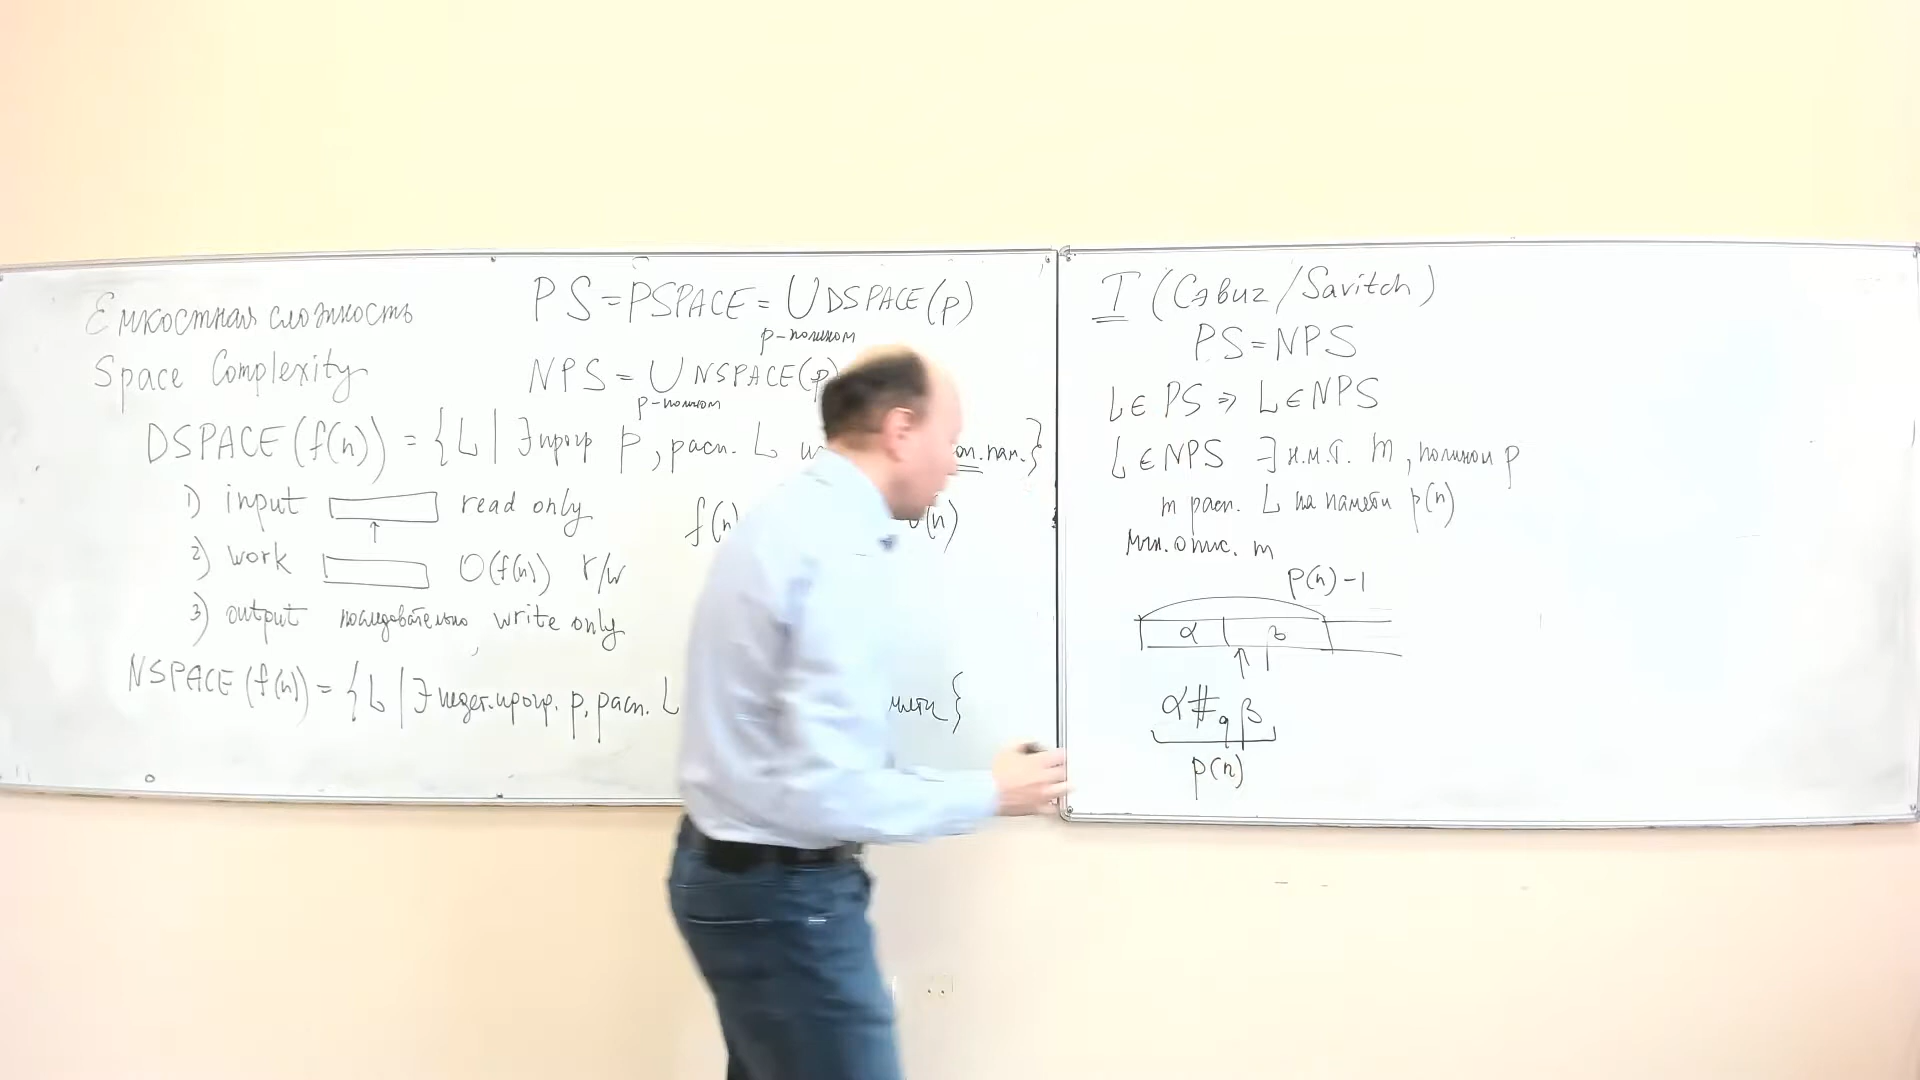 Емкостная сложность
Space Complexity
PS = PSPACE = ∪ DSPACE(p)
p-полином
NPS = ∪ NSPACE(p)
p-полином
DSPACE(f(n)) = {L | ∃ прогр p, расп. L оп. пам.}
1) input read only
↑
2) work O(f(n)) r/w
f(n) (n)
3) output последовательно write only
NSPACE(f(n)) = {L | ∃ недет. прогр. p, расп. L }
T (Сэвич/Savitch)
PS = NPS
L ∈ PS ⇒ L ∈ NPS
L ∈ NPS ∃ н.м.т. m, полином p
m расп. L на памяти p(n)
мгн. опис. m
p(n)-1
α β
↑
α #q β
p(n)